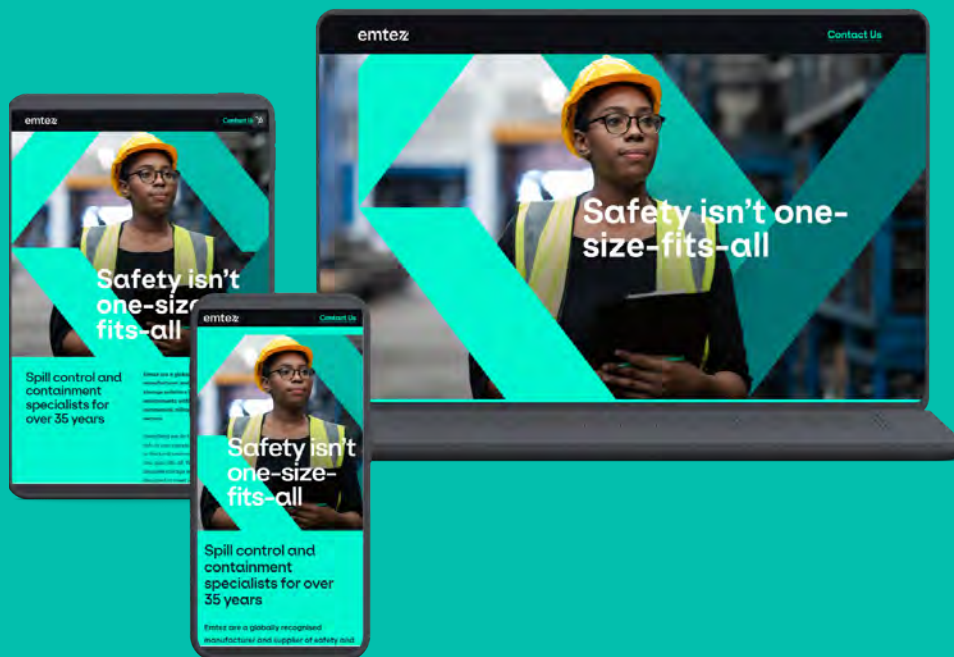 emtez
Contact Us
Safety isn't one-
size-fits-all
emtez
Contact Us
Safety isn't
one-size
fits-all
Spill control and
containment
specialists for
over 35 years
emtez
Contact Us
Safety isn't
one-size-
fits-all
Spill control and
containment
specialists for over
35 years
Emtez are a globally recognised
manufacturer and supplier of safety and